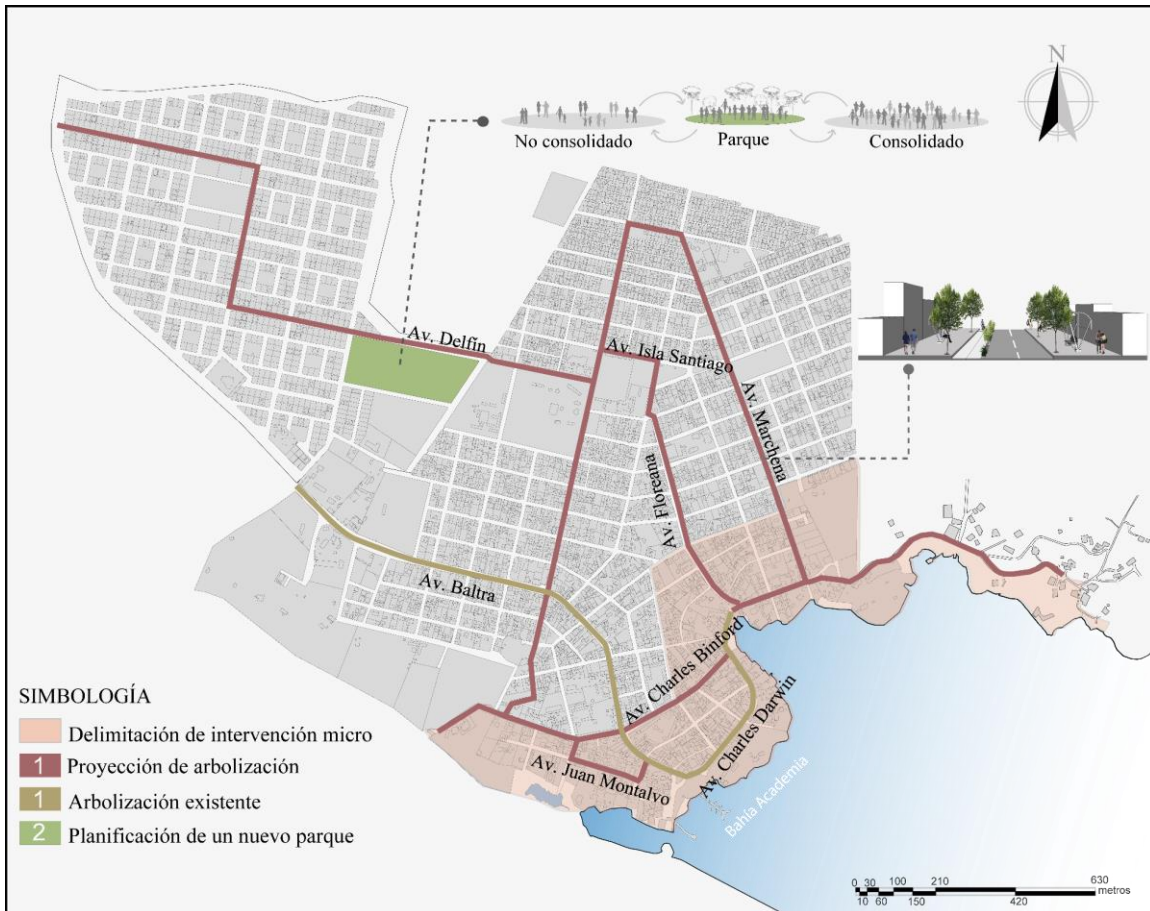 N
No consolidado
Parque
Consolidado
Av. Delfín
Av. Isla Santiago
Av. Marchena
Av. Floreana
Av. Baltra
Av. Charles Binford
Av. Charles Darwin
Av. Juan Montalvo
Bahía Academia
SIMBOLOGÍA
Delimitación de intervención micro
1 Proyección de arbolización
1 Arbolización existente
2 Planificación de un nuevo parque
0 30 100 210 630
metros
10 60 150 420